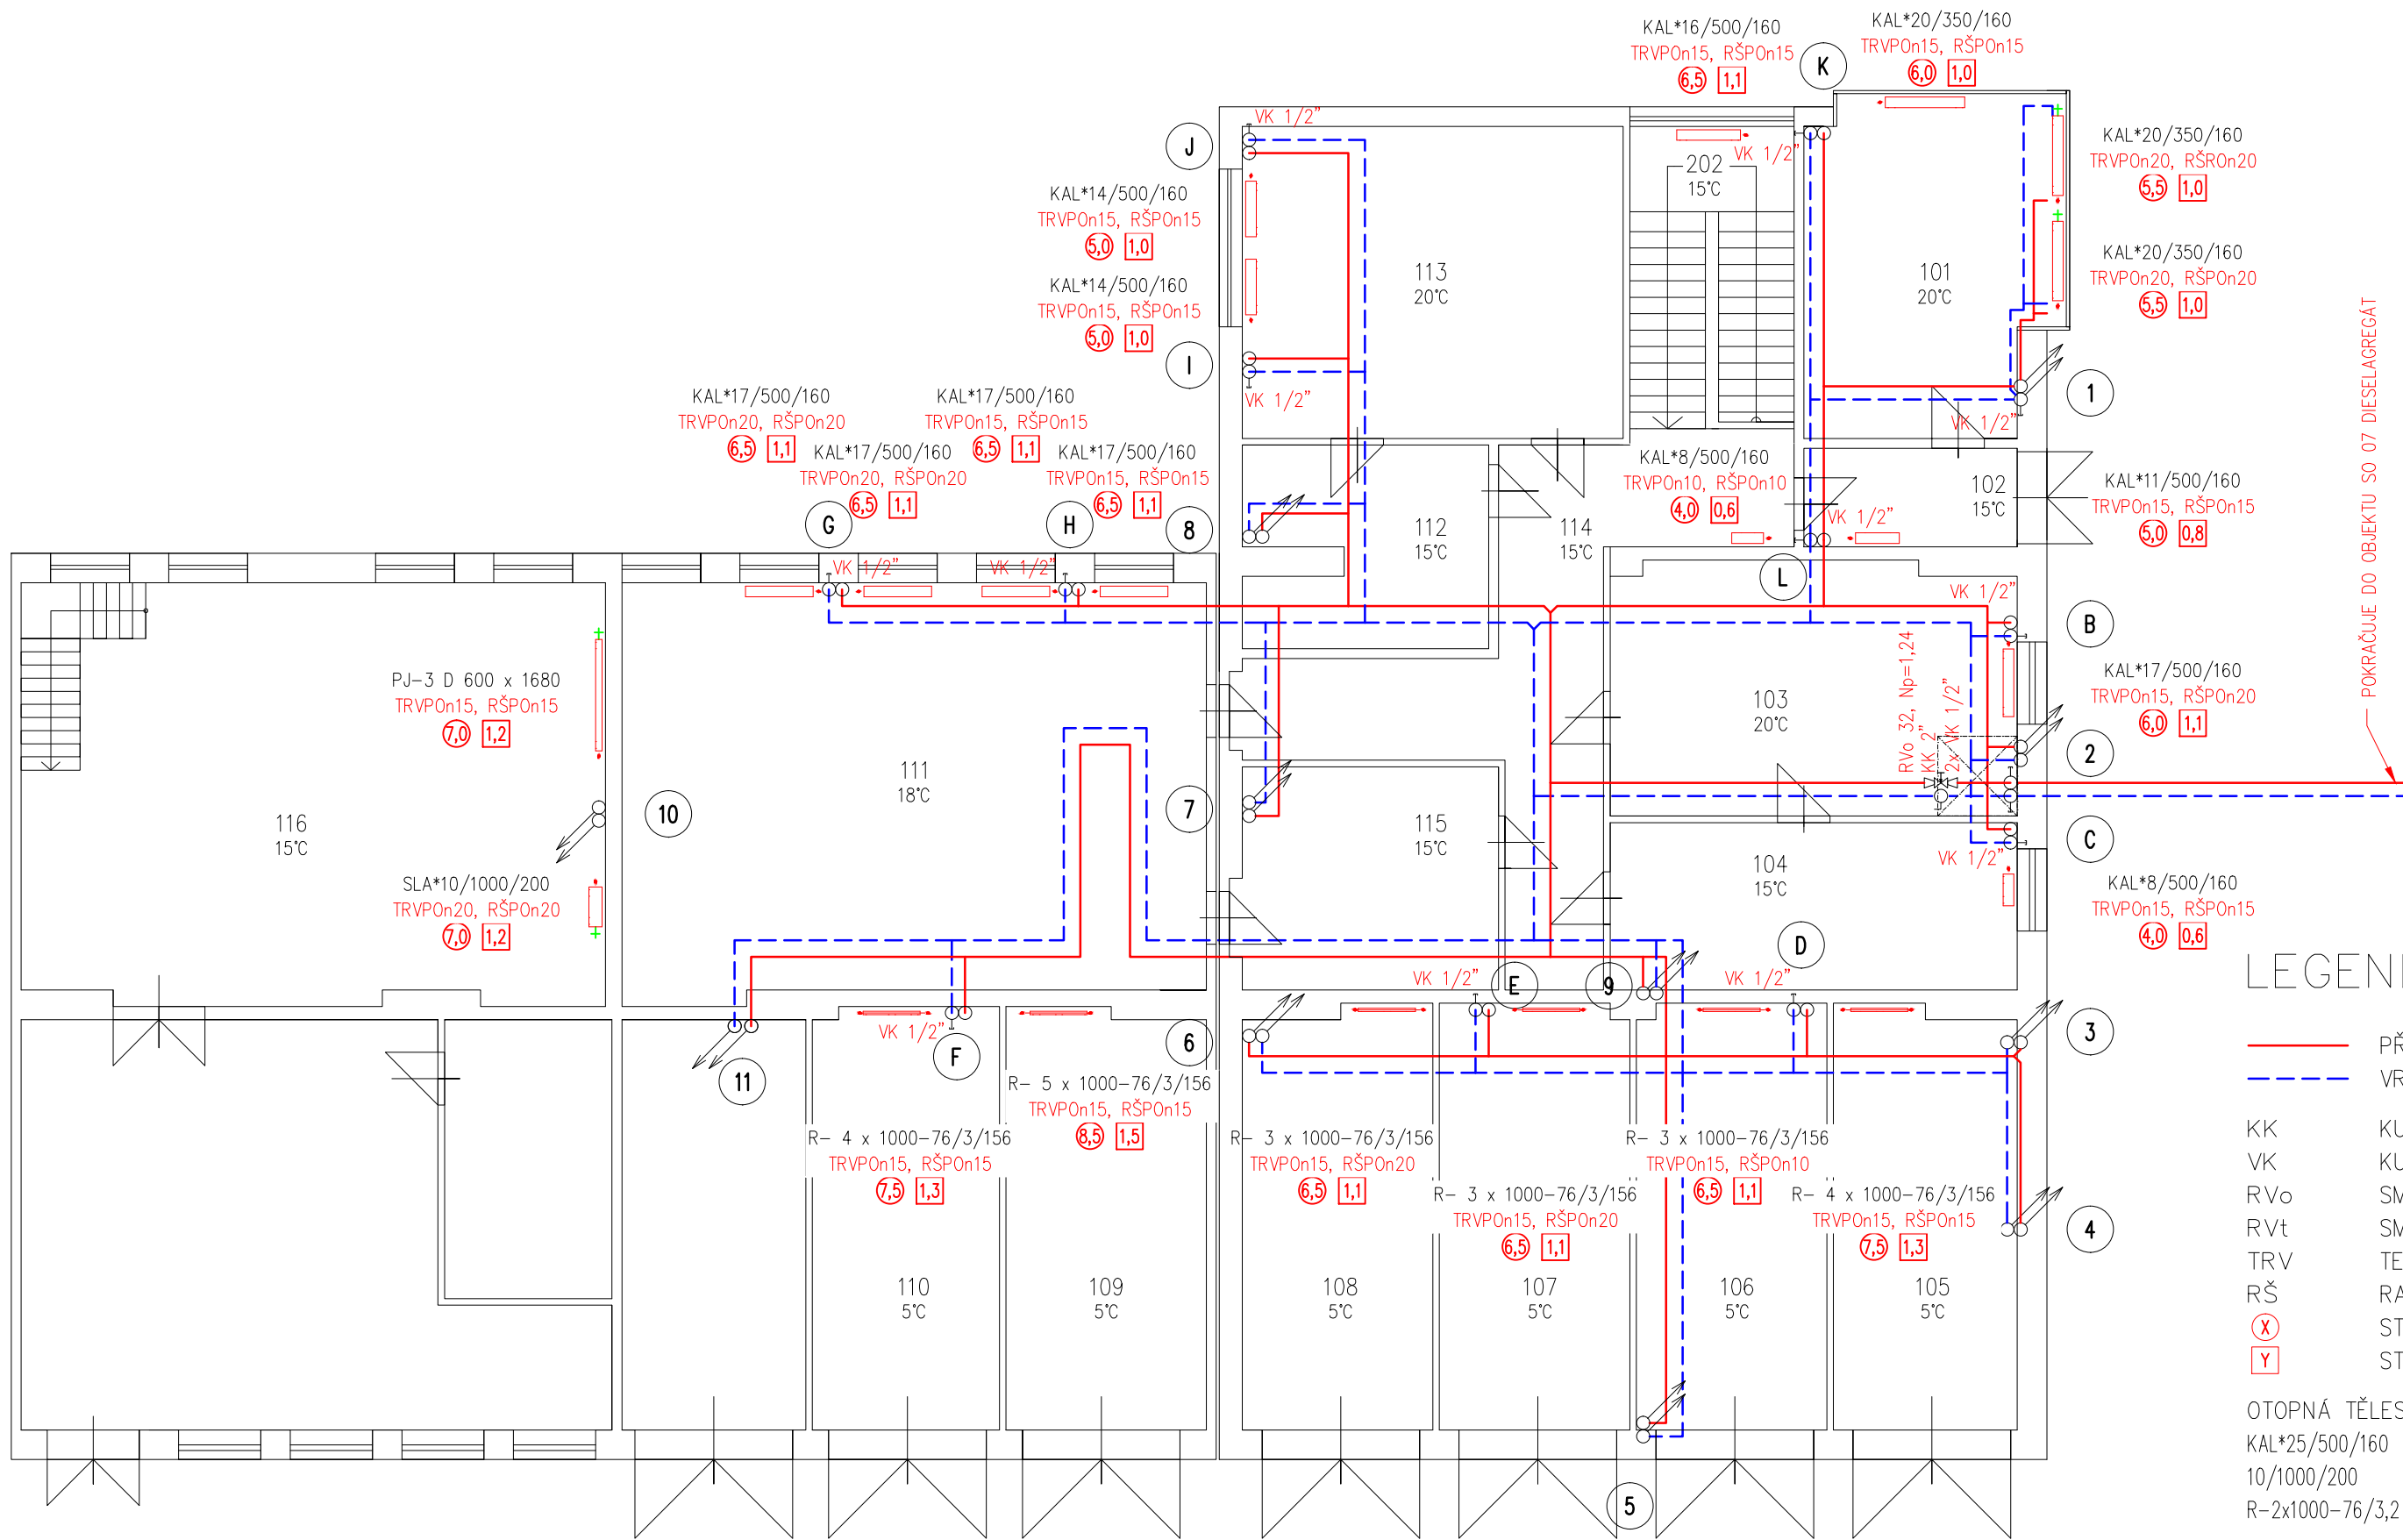 KAL*16/500/160
TRVPOn15, RŠPOn15
6,5 1,1
K
KAL*20/350/160
TRVPOn15, RŠPOn15
6,0 1,0
J
VK 1/2"
VK 1/2"
202
15°C
KAL*20/350/160
TRVPOn20, RŠROn20
5,5 1,0
KAL*14/500/160
TRVPOn15, RŠPOn15
5,0 1,0
KAL*14/500/160
TRVPOn15, RŠPOn15
5,0 1,0
113
20°C
101
20°C
KAL*20/350/160
TRVPOn20, RŠPOn20
5,5 1,0
POKRAČUJE DO OBJEKTU SO 07 DIESELAGREGÁT
I
VK 1/2"
1
VK 1/2"
KAL*17/500/160
TRVPOn20, RŠPOn20
6,5 1,1
KAL*17/500/160
TRVPOn15, RŠPOn15
6,5 1,1
KAL*17/500/160
TRVPOn20, RŠPOn20
6,5 1,1
KAL*17/500/160
TRVPOn15, RŠPOn15
6,5 1,1
KAL*8/500/160
TRVPOn10, RŠPOn10
4,0 0,6
102
15°C
KAL*11/500/160
TRVPOn15, RŠPOn15
5,0 0,8
G
H
8
112
15°C
114
15°C
VK 1/2"
VK 1/2"
VK 1/2"
L
VK 1/2"
B
PJ-3 D 600 x 1680
TRVPOn15, RŠPOn15
7,0 1,2
103
20°C
RVo 32, Np=1,24
KK 2"
2x VK 1/2"
KAL*17/500/160
TRVPOn15, RŠPOn20
6,0 1,1
2
111
18°C
10
7
116
15°C
115
15°C
104
15°C
VK 1/2"
C
SLA*10/1000/200
TRVPOn20, RŠPOn20
7,0 1,2
KAL*8/500/160
TRVPOn15, RŠPOn15
4,0 0,6
D
VK 1/2"
E
9
VK 1/2"
LEGEN
VK 1/2"
F
6
3
11
PŘ
VR
R- 5 x 1000-76/3/156
TRVPOn15, RŠPOn15
8,5 1,5
R- 4 x 1000-76/3/156
TRVPOn15, RŠPOn15
7,5 1,3
R- 3 x 1000-76/3/156
TRVPOn15, RŠPOn20
6,5 1,1
R- 3 x 1000-76/3/156
TRVPOn15, RŠPOn10
6,5 1,1
R- 3 x 1000-76/3/156
TRVPOn15, RŠPOn20
6,5 1,1
R- 4 x 1000-76/3/156
TRVPOn15, RŠPOn15
7,5 1,3
4
KK KU
VK KU
RVo SM
RVt SM
TRV TE
RŠ RA
X ST
Y ST
110
5°C
109
5°C
108
5°C
107
5°C
106
5°C
105
5°C
5
OTOPNÁ TĚLES
KAL*25/500/160
10/1000/200
R-2x1000-76/3,2